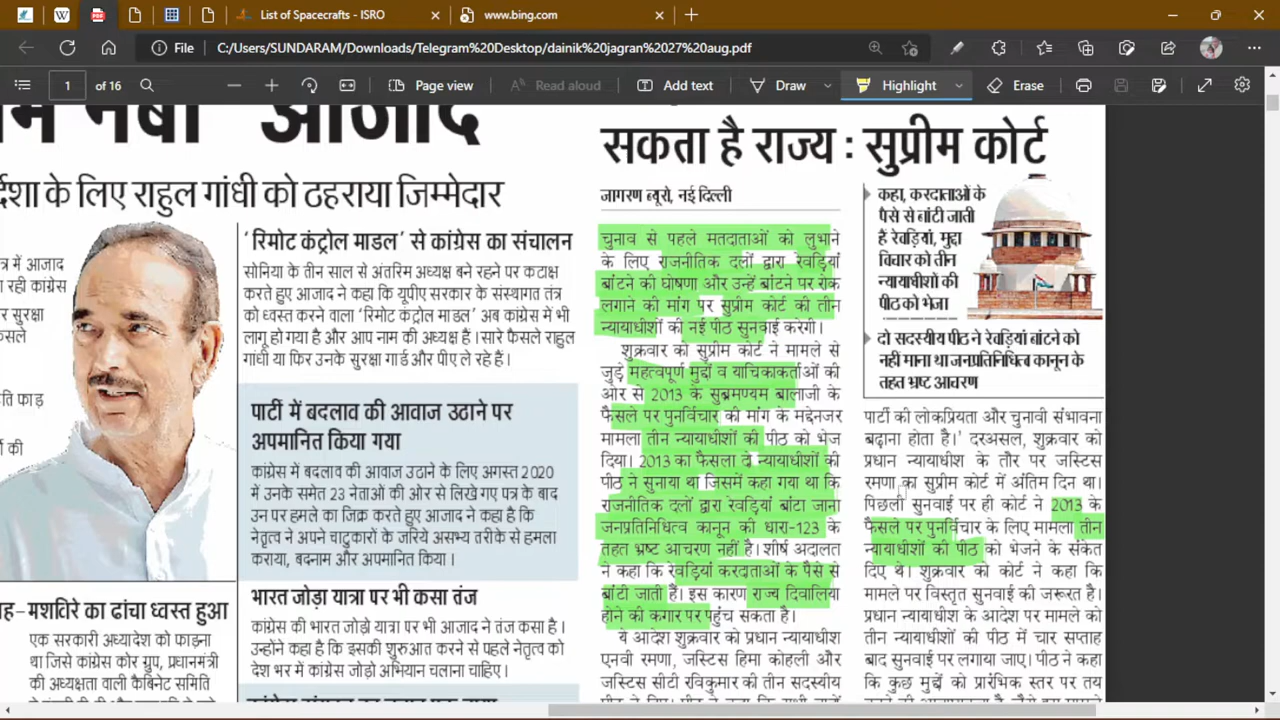 List of Spacecrafts - ISRO
www.bing.com
File
C:/Users/SUNDARAM/Downloads/Telegram%20Desktop/dainik%20jagran%2027%20aug.pdf
1 of 16
Page view
Read aloud
Add text
Draw
Highlight
Erase
आजाद
के लिए राहुल गांधी को ठहराया जिम्मेदार
त्र में आजाद
रही कांग्रेस
सुरक्षा
फाड़
की
'रिमोट कंट्रोल माडल' से कांग्रेस का संचालन
सोनिया के तीन साल से अंतरिम अध्यक्ष बने रहने पर कटाक्ष
करते हुए आजाद ने कहा कि यूपीए सरकार के संस्थागत तंत्र
को ध्वस्त करने वाला 'रिमोट कंट्रोल माडल' अब कांग्रेस में भी
लागू हो गया है और आप नाम की अध्यक्ष हैं। सारे फैसले राहुल
गांधी या फिर उनके सुरक्षा गार्ड और पीए ले रहे हैं।
पार्टी में बदलाव की आवाज उठाने पर
अपमानित किया गया
कांग्रेस में बदलाव की आवाज उठाने के लिए अगस्त 2020
में उनके समेत 23 नेताओं की ओर से लिखे गए पत्र के बाद
उन पर हमले का जिक्र करते हुए आजाद ने कहा है कि
नेतृत्व ने अपने चाटुकारों के जरिये असभ्य तरीके से हमला
कराया, बदनाम और अपमानित किया।
भारत जोड़ो यात्रा पर भी कसा तंज
कांग्रेस की भारत जोड़ो यात्रा पर भी आजाद ने तंज कसा है।
उन्होंने कहा है कि इसकी शुरुआत करने से पहले नेतृत्व को
देश भर में कांग्रेस जोड़ो अभियान चलाना चाहिए।
मशविरे का ढांचा ध्वस्त हुआ
एक सरकारी अध्यादेश को फाड़ना
था जिसे कांग्रेस कोर ग्रुप, प्रधानमंत्री
की अध्यक्षता वाली कैबिनेट समिति
सकता है राज्य : सुप्रीम कोर्ट
जागरण ब्यूरो, नई दिल्ली
चुनाव से पहले मतदाताओं को लुभाने
के लिए राजनीतिक दलों द्वारा रेवड़ियां
बांटने की घोषणा और उन्हें बांटने पर रोक
लगाने की मांग पर सुप्रीम कोर्ट की तीन
न्यायाधीशों की नई पीठ सुनवाई करेगी।
शुक्रवार को सुप्रीम कोर्ट ने मामले से
जुड़े महत्वपूर्ण मुद्दों व याचिकाकर्ताओं की
ओर से 2013 के सुब्रमण्यम बालाजी के
फैसले पर पुनर्विचार की मांग के मद्देनजर
मामला तीन न्यायाधीशों की पीठ को भेज
दिया। 2013 का फैसला दो न्यायाधीशों की
पीठ ने सुनाया था जिसमें कहा गया था कि
राजनीतिक दलों द्वारा रेवड़ियां बांटा जाना
जनप्रतिनिधित्व कानून की धारा-123 के
तहत भ्रष्ट आचरण नहीं है। शीर्ष अदालत
ने कहा कि रेवड़ियां करदाताओं के पैसे से
बांटी जाती हैं। इस कारण राज्य दिवालिया
होने की कगार पर पहुंच सकता है।
ये आदेश शुक्रवार को प्रधान न्यायाधीश
एनवी रमणा, जस्टिस हिमा कोहली और
जस्टिस सीटी रविकुमार की तीन सदस्यीय
कहा, करदाताओं के
पैसे से बांटी जाती
हैं रेवड़ियां, मुद्दा
विचार को तीन
न्यायाधीशों की
पीठ को भेजा
दो सदस्यीय पीठ ने रेवड़ियां बांटने को
नहीं माना था जनप्रतिनिधित्व कानून के
तहत भ्रष्ट आचरण
पार्टी की लोकप्रियता और चुनावी संभावना
बढ़ाना होता है।' दरअसल, शुक्रवार को
प्रधान न्यायाधीश के तौर पर जस्टिस
रमणा का सुप्रीम कोर्ट में अंतिम दिन था।
पिछली सुनवाई पर ही कोर्ट ने 2013 के
फैसले पर पुनर्विचार के लिए मामला तीन
न्यायाधीशों की पीठ को भेजने के संकेत
दिए थे। शुक्रवार को कोर्ट ने कहा कि
मामले पर विस्तृत सुनवाई की जरूरत है।
प्रधान न्यायाधीश के आदेश पर मामले को
तीन न्यायाधीशों की पीठ में चार सप्ताह
बाद सुनवाई पर लगाया जाए। पीठ ने कहा
कि कुछ मुद्दों को प्रारंभिक स्तर पर तय